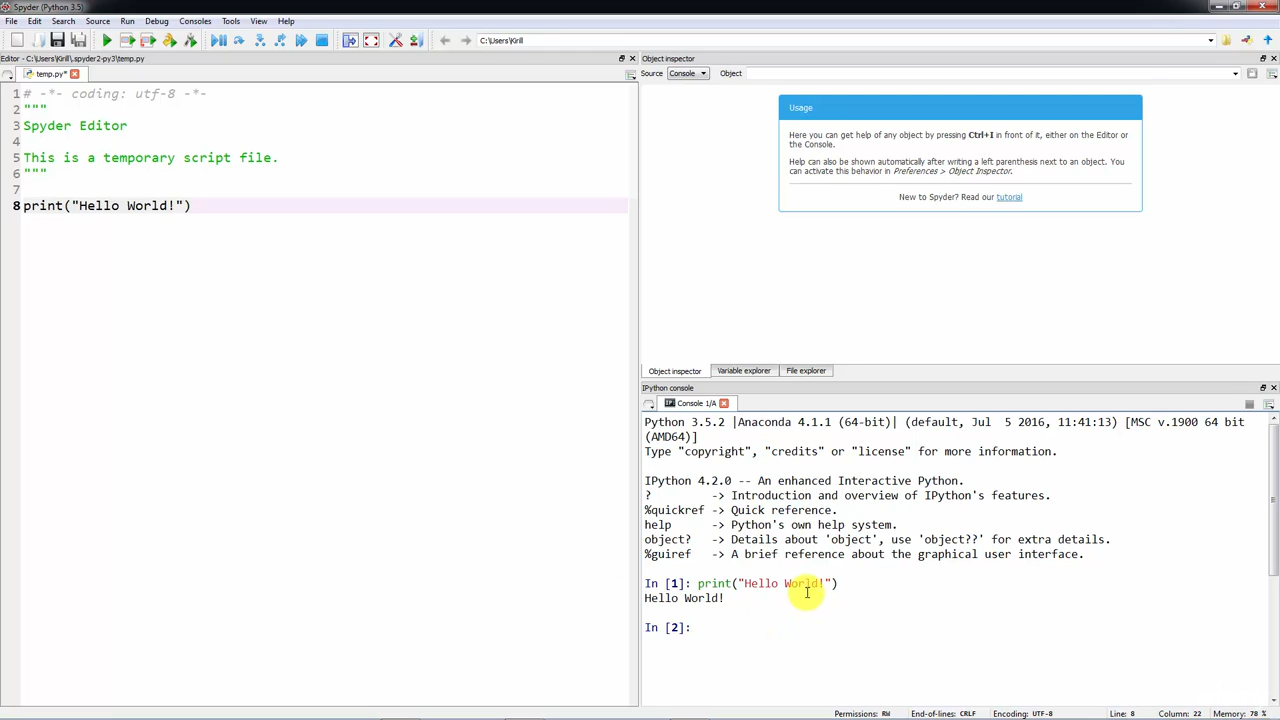 Spyder (Python 3.5)
File Edit Search Source Run Debug Consoles Tools View Help
C:\Users\Kirill
Editor - C:\Users\Kirill\.spyder2-py3\temp.py
temp.py*
1 # -*- coding: utf-8 -*-
2 """
3 Spyder Editor
4
5 This is a temporary script file.
6 """
7
8 print("Hello World!")
Object inspector
Source Console Object
Usage
Here you can get help of any object by pressing Ctrl+I in front of it, either on the Editor or
the Console.
Help can also be shown automatically after writing a left parenthesis next to an object. You
can activate this behavior in Preferences > Object Inspector.
New to Spyder? Read our tutorial
Object inspector Variable explorer File explorer
IPython console
Console 1/A
Python 3.5.2 |Anaconda 4.1.1 (64-bit)| (default, Jul  5 2016, 11:41:13) [MSC v.1900 64 bit
(AMD64)]
Type "copyright", "credits" or "license" for more information.
IPython 4.2.0 -- An enhanced Interactive Python.
?         -> Introduction and overview of IPython's features.
%quickref -> Quick reference.
help      -> Python's own help system.
object?   -> Details about 'object', use 'object??' for extra details.
%guiref   -> A brief reference about the graphical user interface.
In [1]: print("Hello World!")
Hello World!
In [2]:
Permissions: RW End-of-lines: CRLF Encoding: UTF-8 Line: 8 Column: 22 Memory: 78 %